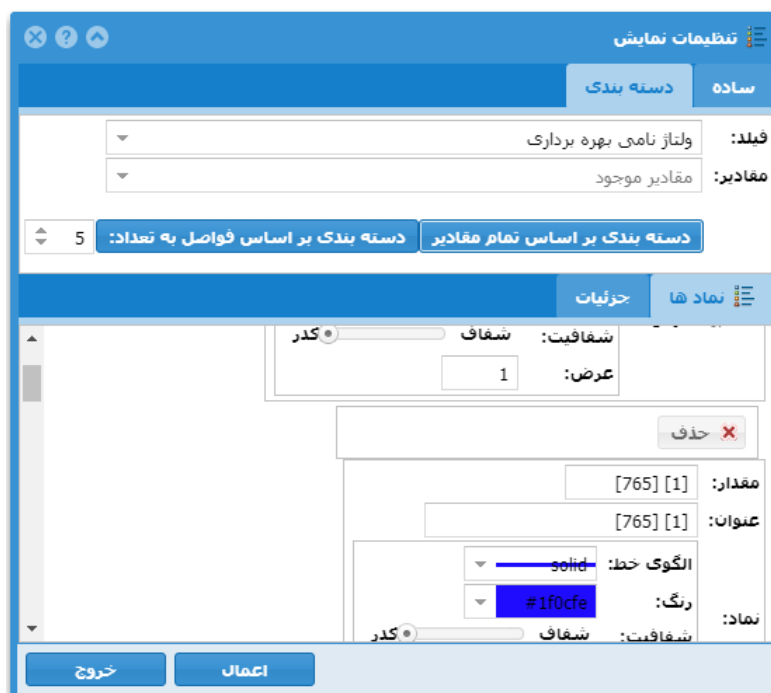 تنظیمات نمایش
ساده دسته بندی
فیلد: ولتاژ نامی بهره برداری
مقادیر: مقادیر موجود
دسته بندی بر اساس تمام مقادیر دسته بندی بر اساس فواصل به تعداد: 5
نماد ها جزئیات
شفافیت: شفاف کدر
عرض: 1
حذف
مقدار: [1] [765]
عنوان: [1] [765]
الگوی خط: solid
رنگ: #1f0cfe
نماد:
شفافیت: شفاف کدر
اعمال خروج